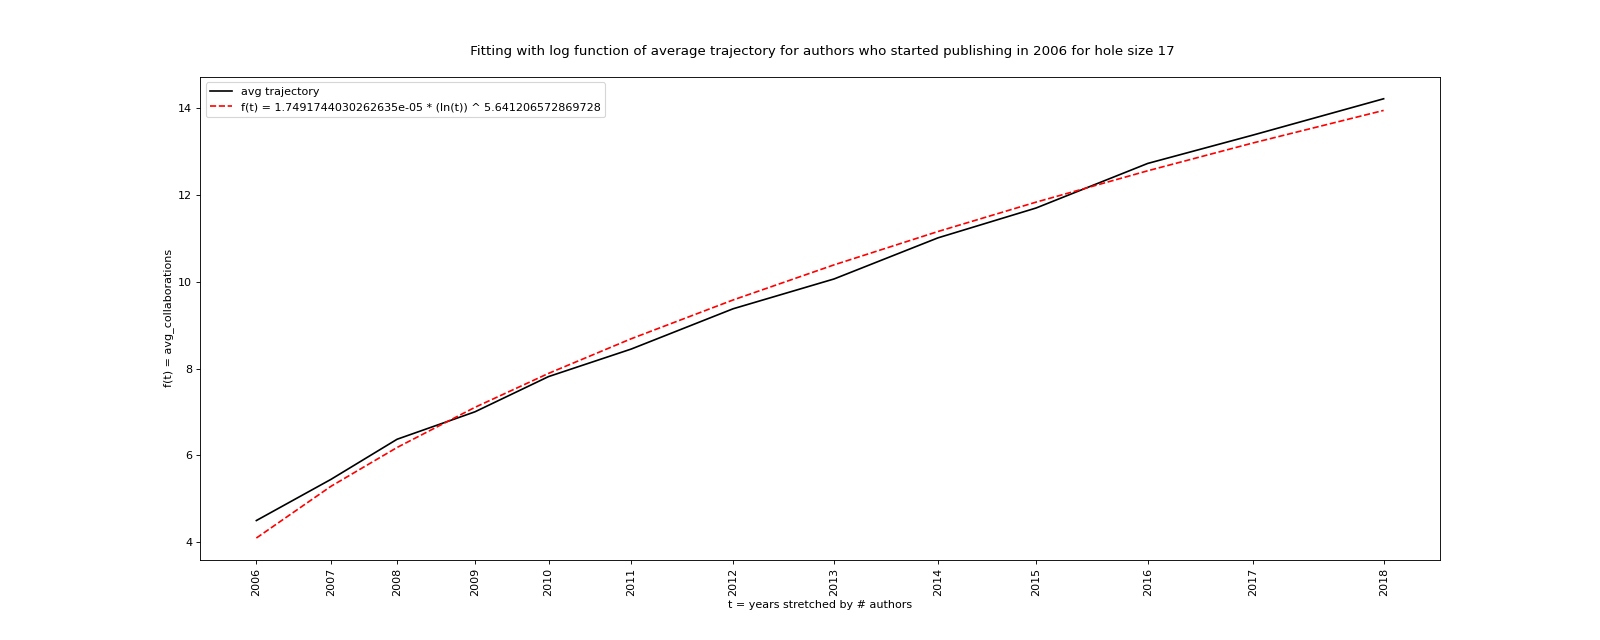 Fitting with log function of average trajectory for authors who started publishing in 2006 for hole size 17
avg trajectory
f(t) = 1.7491744030262635e-05 * (ln(t)) ^ 5.641206572869728
14
12
10
8
6
4
f(t) = avg_collaborations
2006 2007 2008 2009 2010 2011 2012 2013 2014 2015 2016 2017 2018
t = years stretched by # authors